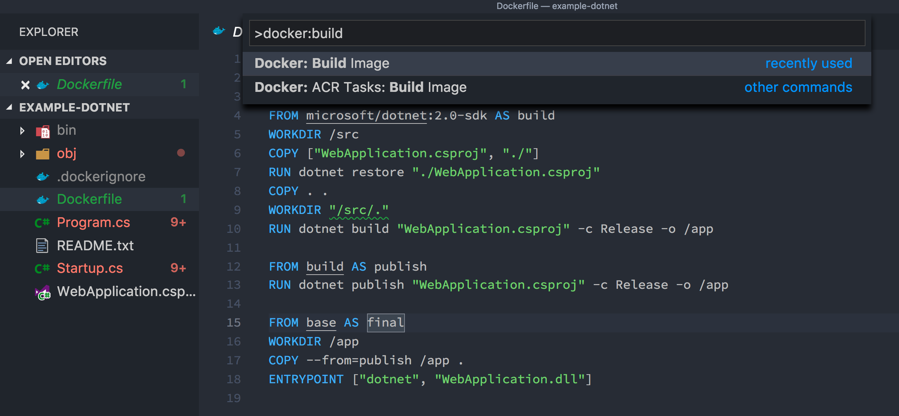 Dockerfile — example-dotnet
EXPLORER
OPEN EDITORS
Dockerfile 1
EXAMPLE-DOTNET
bin
obj
.dockerignore
Dockerfile 1
Program.cs 9+
README.txt
Startup.cs 9+
WebApplication.csp...
D
>docker:build
Docker: Build Image recently used
Docker: ACR Tasks: Build Image other commands
1
2
3
4 FROM microsoft/dotnet:2.0-sdk AS build
5 WORKDIR /src
6 COPY ["WebApplication.csproj", "./"]
7 RUN dotnet restore "./WebApplication.csproj"
8 COPY . .
9 WORKDIR "/src/."
10 RUN dotnet build "WebApplication.csproj" -c Release -o /app
11
12 FROM build AS publish
13 RUN dotnet publish "WebApplication.csproj" -c Release -o /app
14
15 FROM base AS final
16 WORKDIR /app
17 COPY --from=publish /app .
18 ENTRYPOINT ["dotnet", "WebApplication.dll"]
19